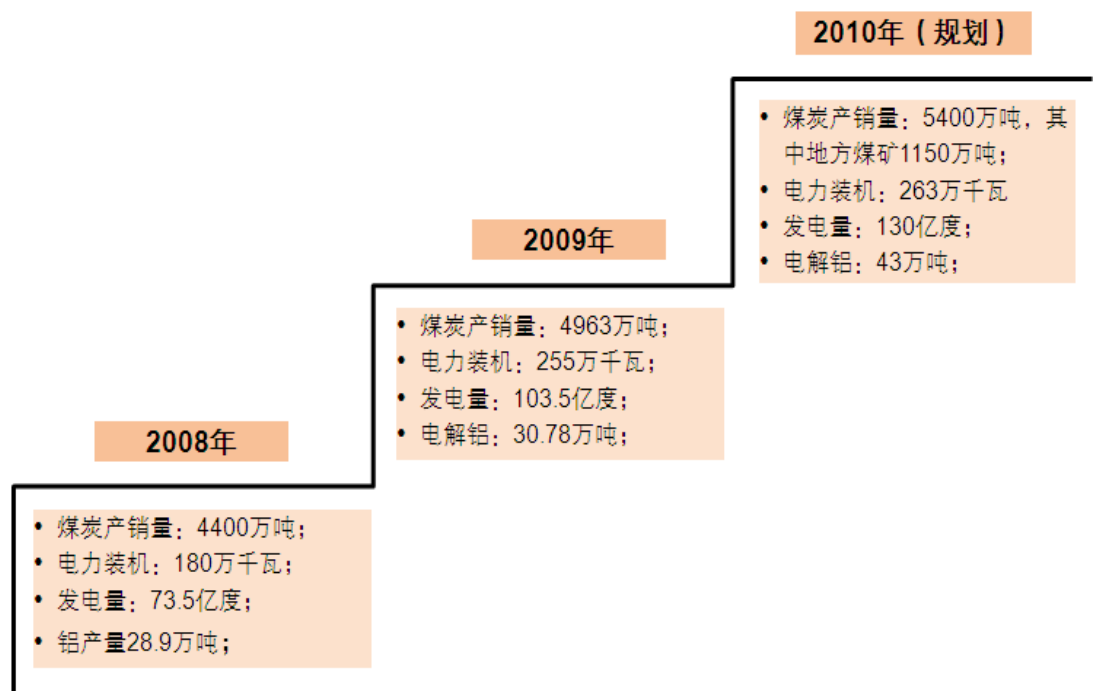 2010年（规划）
• 煤炭产销量：5400万吨，其
中地方煤矿1150万吨；
• 电力装机：263万千瓦
• 发电量：130亿度；
• 电解铝：43万吨；
2009年
• 煤炭产销量：4963万吨；
• 电力装机：255万千瓦；
• 发电量：103.5亿度；
• 电解铝：30.78万吨；
2008年
• 煤炭产销量：4400万吨；
• 电力装机：180万千瓦；
• 发电量：73.5亿度；
• 铝产量28.9万吨；